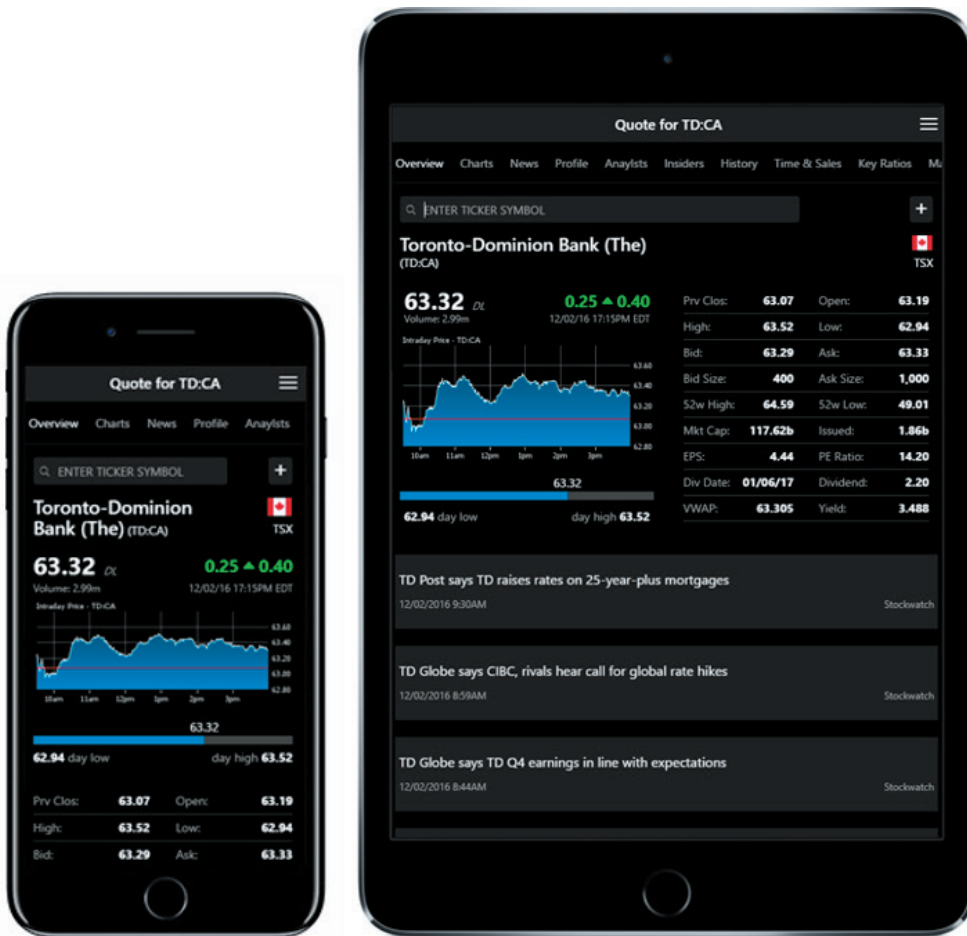 Quote for TD:CA
Overview Charts News Profile Anaylsts
ENTER TICKER SYMBOL +
Toronto-Dominion
Bank (The) (TD:CA) TSX
63.32 DL 0.25 ▲ 0.40
Volume: 2.99m 12/02/16 17:15PM EDT
Intraday Price - TD:CA
63.60
63.40
63.20
63.00
62.80
10am 11am 12pm 1pm 2pm 3pm
63.32
62.94 day low day high 63.52
Prv Clos: 63.07 Open: 63.19
High: 63.52 Low: 62.94
Bid: 63.29 Ask: 63.33
Quote for TD:CA
Overview Charts News Profile Anaylsts Insiders History Time & Sales Key Ratios Ma
ENTER TICKER SYMBOL +
Toronto-Dominion Bank (The)
(TD:CA) TSX
63.32 DL 0.25 ▲ 0.40
Volume: 2.99m 12/02/16 17:15PM EDT
Intraday Price - TD:CA
63.60
63.40
63.20
63.00
62.80
10am 11am 12pm 1pm 2pm 3pm
63.32
62.94 day low day high 63.52
Prv Clos: 63.07 Open: 63.19
High: 63.52 Low: 62.94
Bid: 63.29 Ask: 63.33
Bid Size: 400 Ask Size: 1,000
52w High: 64.59 52w Low: 49.01
Mkt Cap: 117.62b Issued: 1.86b
EPS: 4.44 PE Ratio: 14.20
Div Date: 01/06/17 Dividend: 2.20
VWAP: 63.305 Yield: 3.488
TD Post says TD raises rates on 25-year-plus mortgages
12/02/2016 9:30AM Stockwatch
TD Globe says CIBC, rivals hear call for global rate hikes
12/02/2016 8:59AM Stockwatch
TD Globe says TD Q4 earnings in line with expectations
12/02/2016 8:44AM Stockwatch